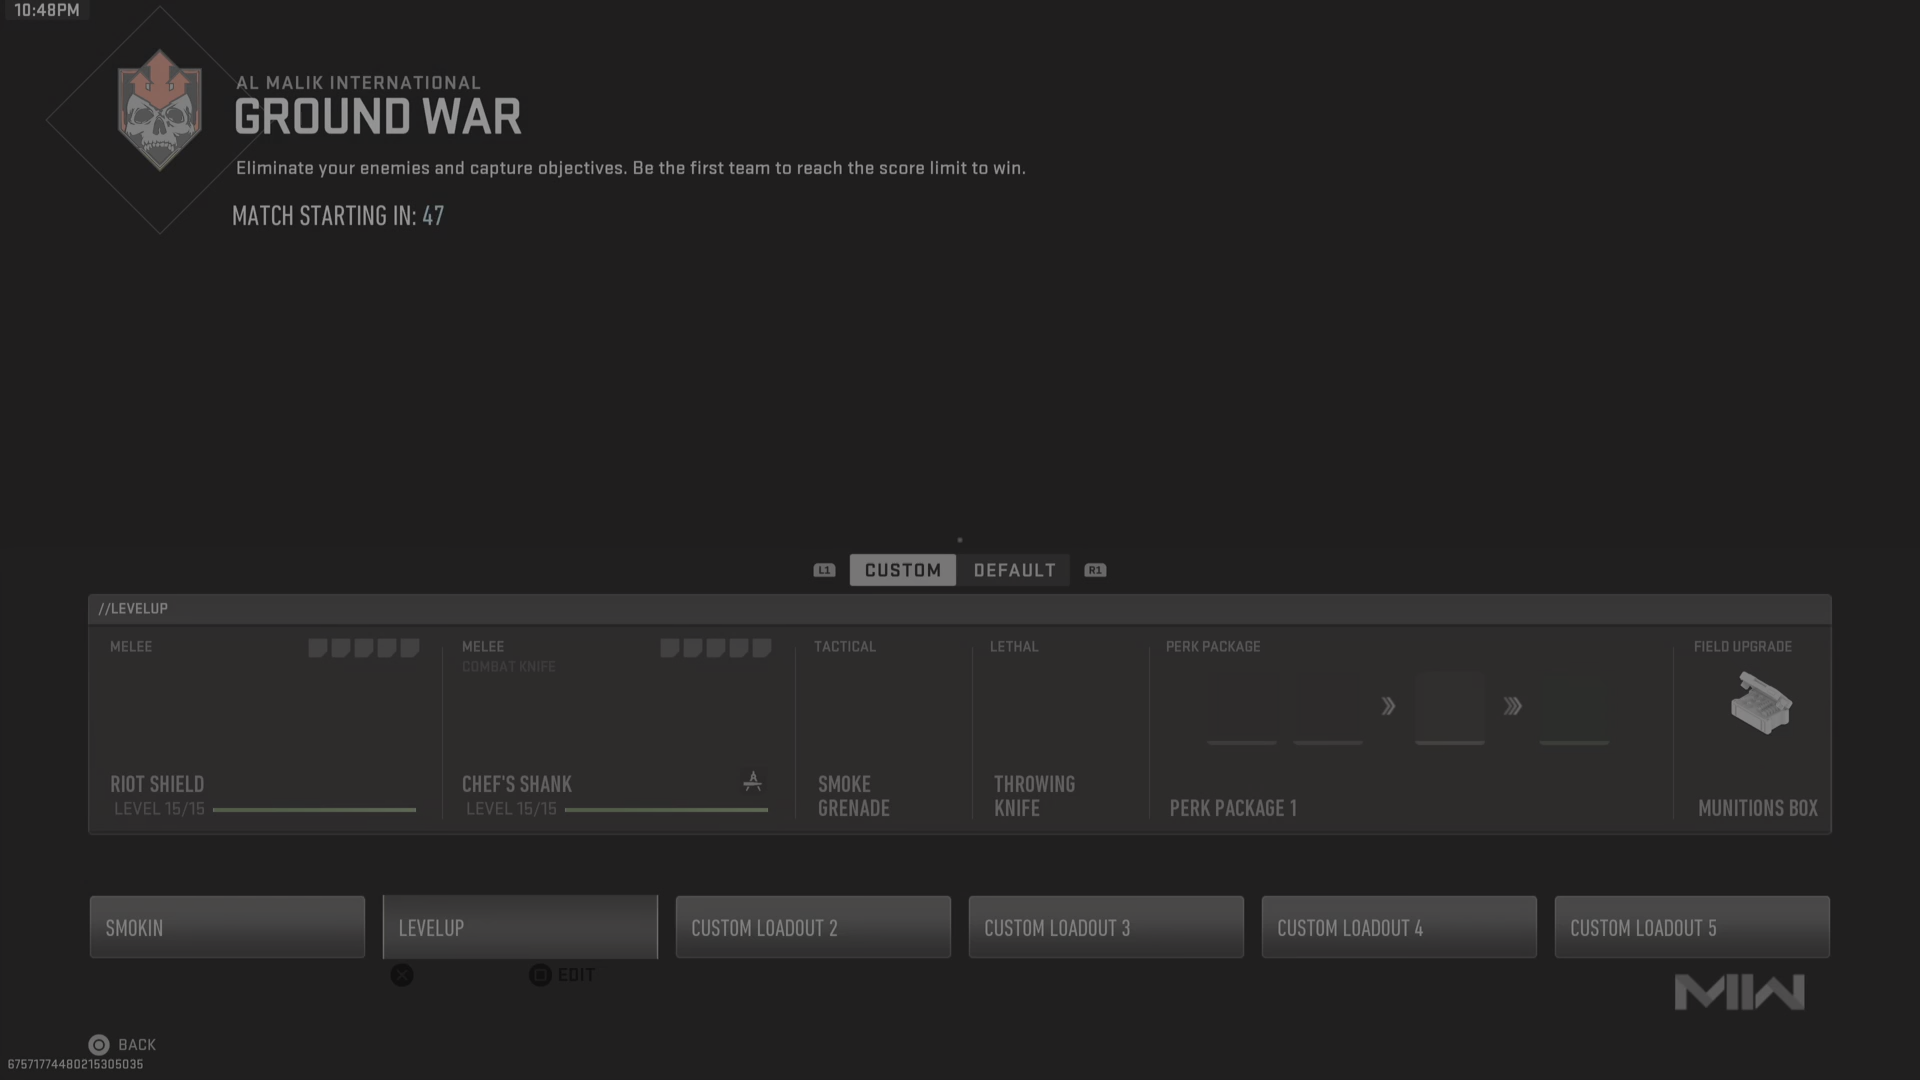 10:48PM
AL MALIK INTERNATIONAL
GROUND WAR
Eliminate your enemies and capture objectives. Be the first team to reach the score limit to win.
MATCH STARTING IN: 47
L1 CUSTOM DEFAULT R1
//LEVELUP
MELEE
RIOT SHIELD
LEVEL 15/15
MELEE
COMBAT KNIFE
CHEF'S SHANK
LEVEL 15/15
TACTICAL
SMOKE
GRENADE
LETHAL
THROWING
KNIFE
PERK PACKAGE
PERK PACKAGE 1
FIELD UPGRADE
MUNITIONS BOX
SMOKIN
LEVELUP
CUSTOM LOADOUT 2
CUSTOM LOADOUT 3
CUSTOM LOADOUT 4
CUSTOM LOADOUT 5
EDIT
MW
BACK
67571774480215305035